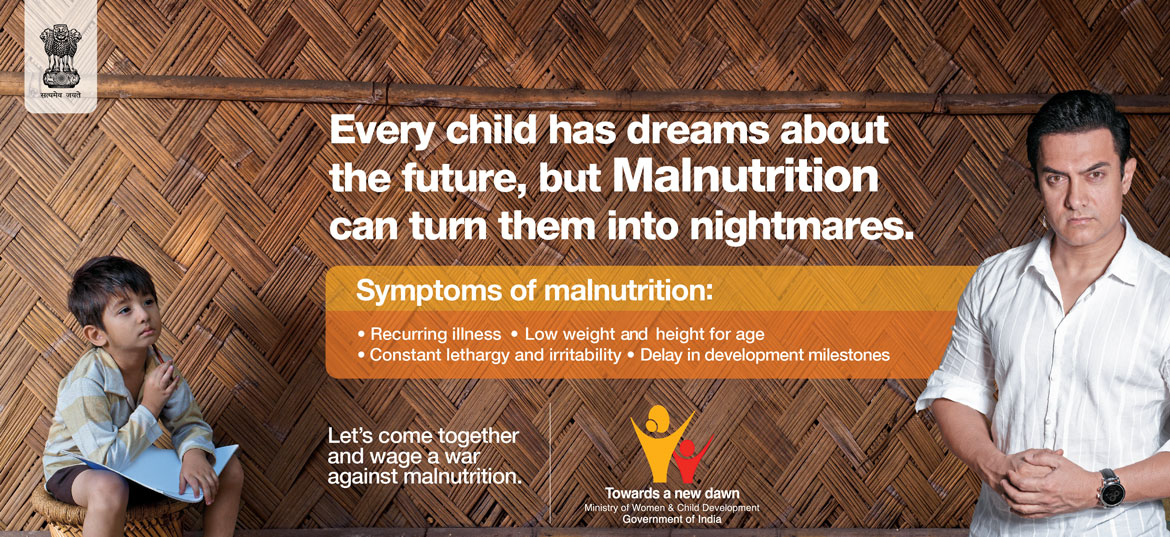 सत्यमेव जयते
Every child has dreams about
the future, but Malnutrition
can turn them into nightmares.
Symptoms of malnutrition:
• Recurring illness • Low weight and height for age
• Constant lethargy and irritability • Delay in development milestones
Let's come together
and wage a war
against malnutrition.
Towards a new dawn
Ministry of Women & Child Development
Government of India